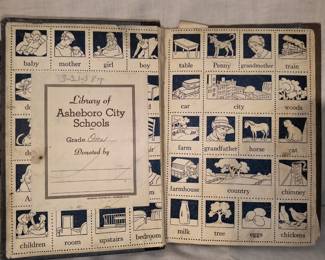 baby mother girl boy
Library of
Asheboro City
Schools
Grade
Donated by
children room upstairs bedroom
table Penny grandmother train
car city woods
farm grandfather horse cat
farmhouse country chimney
milk tree eggs chickens